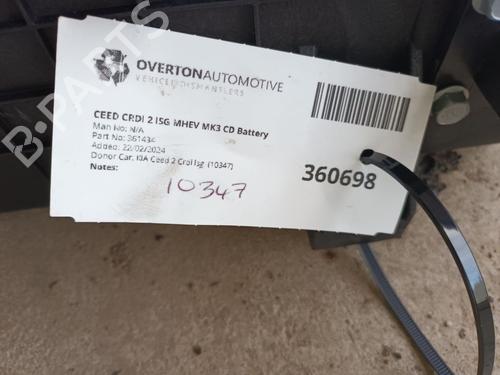 OVERTONAUTOMOTIVE
VEHICLE DISMANTLERS
CEED CRDI 2 ISG MHEV MK3 CD Battery
Man No: N/A
Part No: 361434
Added: 22/02/2024
Donor Car: KIA Ceed 2 Crdi Isg (10347)
Notes:
10347
360698
B-PARTS